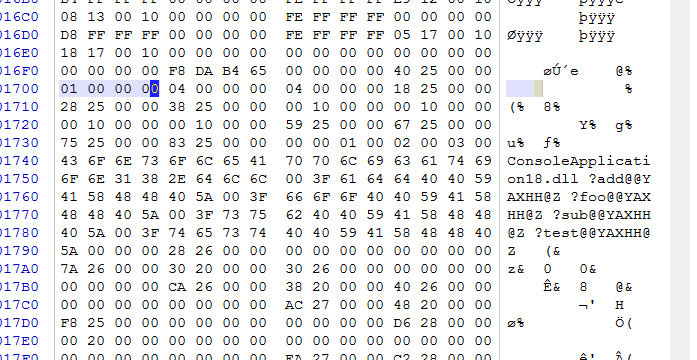 016C0 08 13 00 10 00 00 00 00 FE FF FF FF 00 00 00 00 þÿÿÿ
016D0 D8 FF FF FF 00 00 00 00 FE FF FF FF 05 17 00 10 Øÿÿÿ þÿÿÿ
016E0 18 17 00 10 00 00 00 00 00 00 00 00 00 00 00 00
016F0 00 00 00 00 F8 DA B4 65 00 00 00 00 40 25 00 00 øÚ´e @%
01700 01 00 00 00 04 00 00 00 04 00 00 00 18 25 00 00 %
01710 28 25 00 00 38 25 00 00 00 10 00 00 00 10 00 00 (% 8%
01720 00 10 00 00 00 10 00 00 59 25 00 00 67 25 00 00 Y% g%
01730 75 25 00 00 83 25 00 00 00 00 01 00 02 00 03 00 u% ƒ%
01740 43 6F 6E 73 6F 6C 65 41 70 70 6C 69 63 61 74 69 ConsoleApplicati
01750 6F 6E 31 38 2E 64 6C 6C 00 3F 61 64 64 40 40 59 on18.dll ?add@@Y
01760 41 58 48 48 40 5A 00 3F 66 6F 6F 40 40 59 41 58 AXHH@Z ?foo@@YAX
01770 48 48 40 5A 00 3F 73 75 62 40 40 59 41 58 48 48 HH@Z ?sub@@YAXHH
01780 40 5A 00 3F 74 65 73 74 40 40 59 41 58 48 48 40 @Z ?test@@YAXHH@
01790 5A 00 00 00 28 26 00 00 00 00 00 00 00 00 00 00 Z (&
017A0 7A 26 00 00 30 20 00 00 30 26 00 00 00 00 00 00 z& 0 0&
017B0 00 00 00 00 CA 26 00 00 38 20 00 00 40 26 00 00 Ê& 8 @&
017C0 00 00 00 00 00 00 00 00 AC 27 00 00 48 20 00 00 ¬' H
017D0 F8 25 00 00 00 00 00 00 00 00 00 00 D6 28 00 00 ø% Ö(
017E0 00 20 00 00 00 00 00 00 00 00 00 00 00 00 00 00